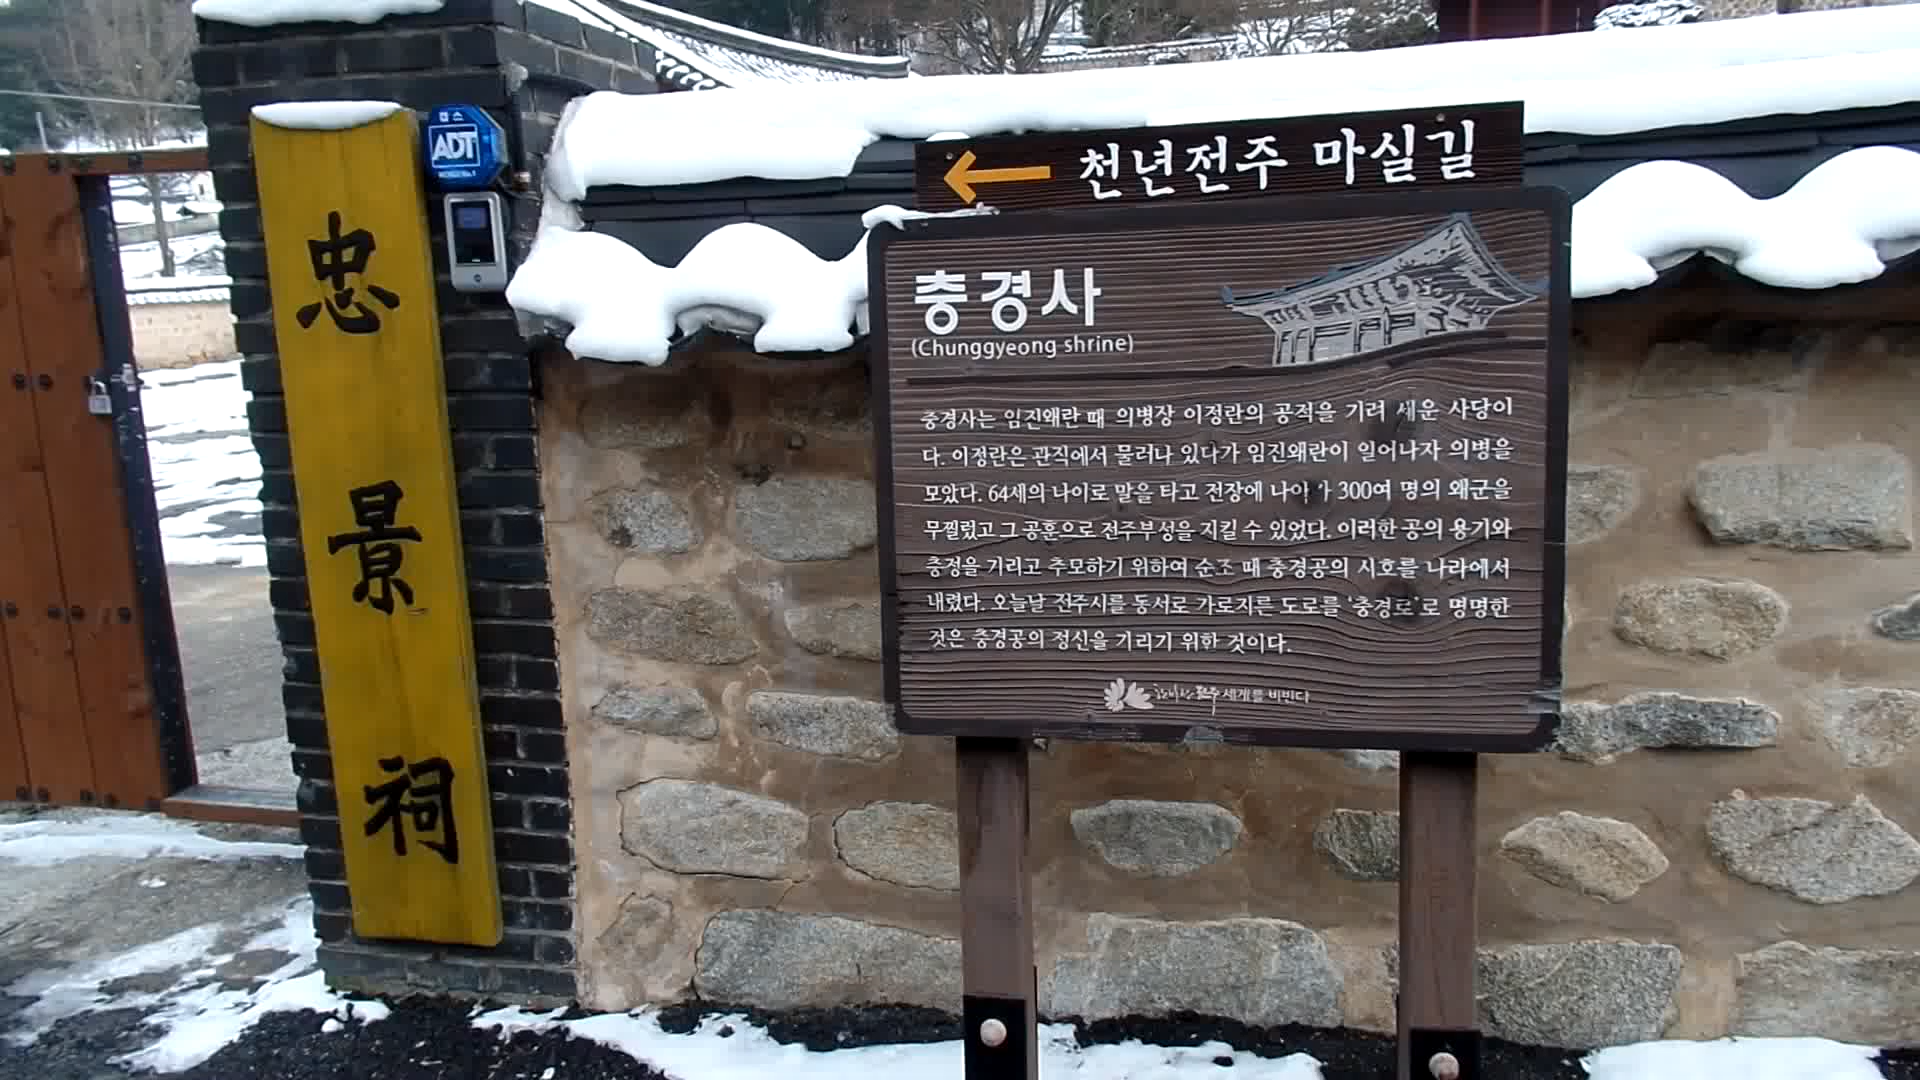 忠景祠
캡스
ADT
천년전주 마실길
충경사
(Chunggyeong shrine)
충경사는 임진왜란 때 의병장 이정란의 공적을 기려 세운 사당이
다. 이정란은 관직에서 물러나 있다가 임진왜란이 일어나자 의병을
모았다. 64세의 나이로 말을 타고 전장에 나아가 300여 명의 왜군을
무찔렀고 그 공훈으로 전주부성을 지킬 수 있었다. 이러한 공의 용기와
충정을 기리고 추모하기 위하여 순조 때 충경공의 시호를 나라에서
내렸다. 오늘날 전주시를 동서로 가로지른 도로를 '충경로'로 명명한
것은 충경공의 정신을 기리기 위한 것이다.
한바탕 전주 세계를 비빈다